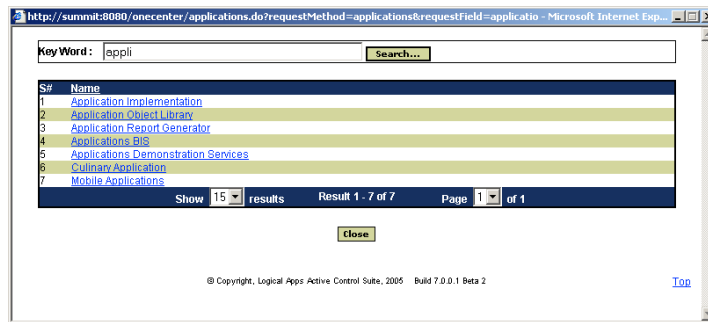 http://summit:8080/onecenter/applications.do?requestMethod=applications&requestField=applicatio - Microsoft Internet Exp...
Key Word : appli Search...
S# Name
1 Application Implementation
2 Application Object Library
3 Application Report Generator
4 Applications BIS
5 Applications Demonstration Services
6 Culinary Application
7 Mobile Applications
Show 15 results Result 1 - 7 of 7 Page 1 of 1
Close
© Copyright, Logical Apps Active Control Suite, 2005 Build 7.0.0.1 Beta 2 Top